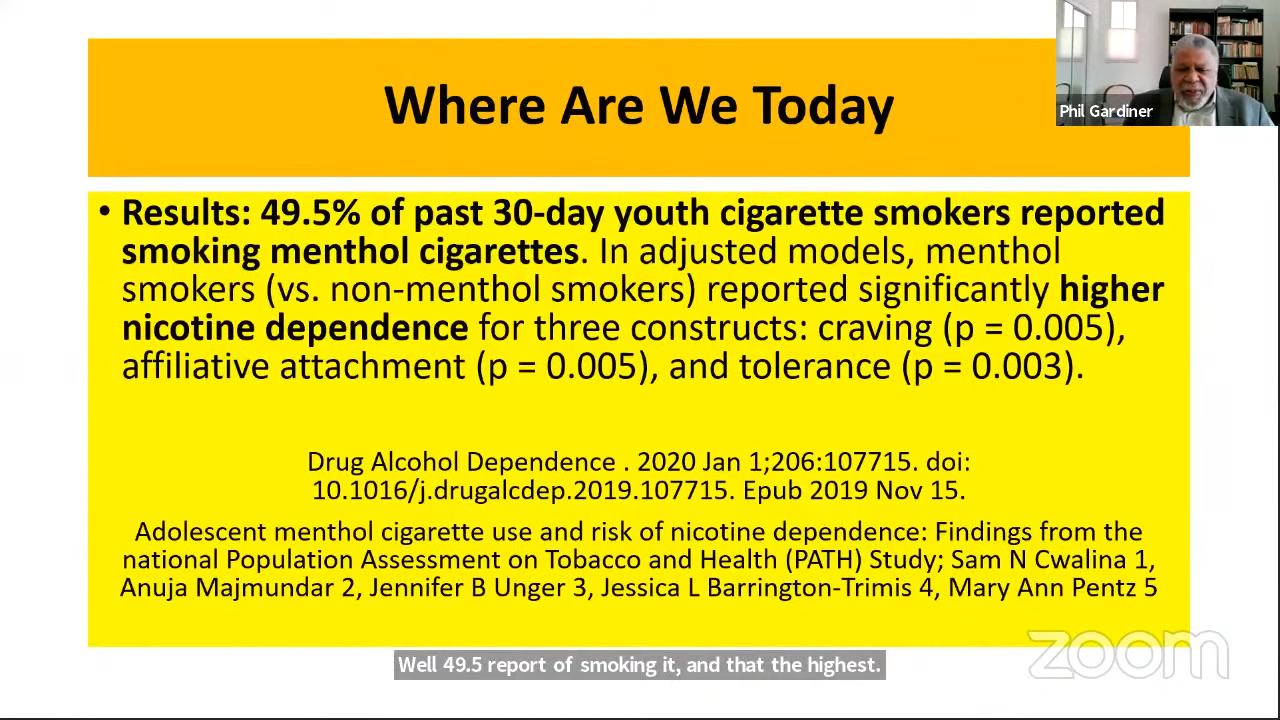 Where Are We Today
Phil Gardiner
• Results: 49.5% of past 30-day youth cigarette smokers reported
smoking menthol cigarettes. In adjusted models, menthol
smokers (vs. non-menthol smokers) reported significantly higher
nicotine dependence for three constructs: craving (p = 0.005),
affiliative attachment (p = 0.005), and tolerance (p = 0.003).
Drug Alcohol Dependence . 2020 Jan 1;206:107715. doi:
10.1016/j.drugalcdep.2019.107715. Epub 2019 Nov 15.
Adolescent menthol cigarette use and risk of nicotine dependence: Findings from the
national Population Assessment on Tobacco and Health (PATH) Study; Sam N Cwalina 1,
Anuja Majmundar 2, Jennifer B Unger 3, Jessica L Barrington-Trimis 4, Mary Ann Pentz 5
zoom
Well 49.5 report of smoking it, and that the highest.